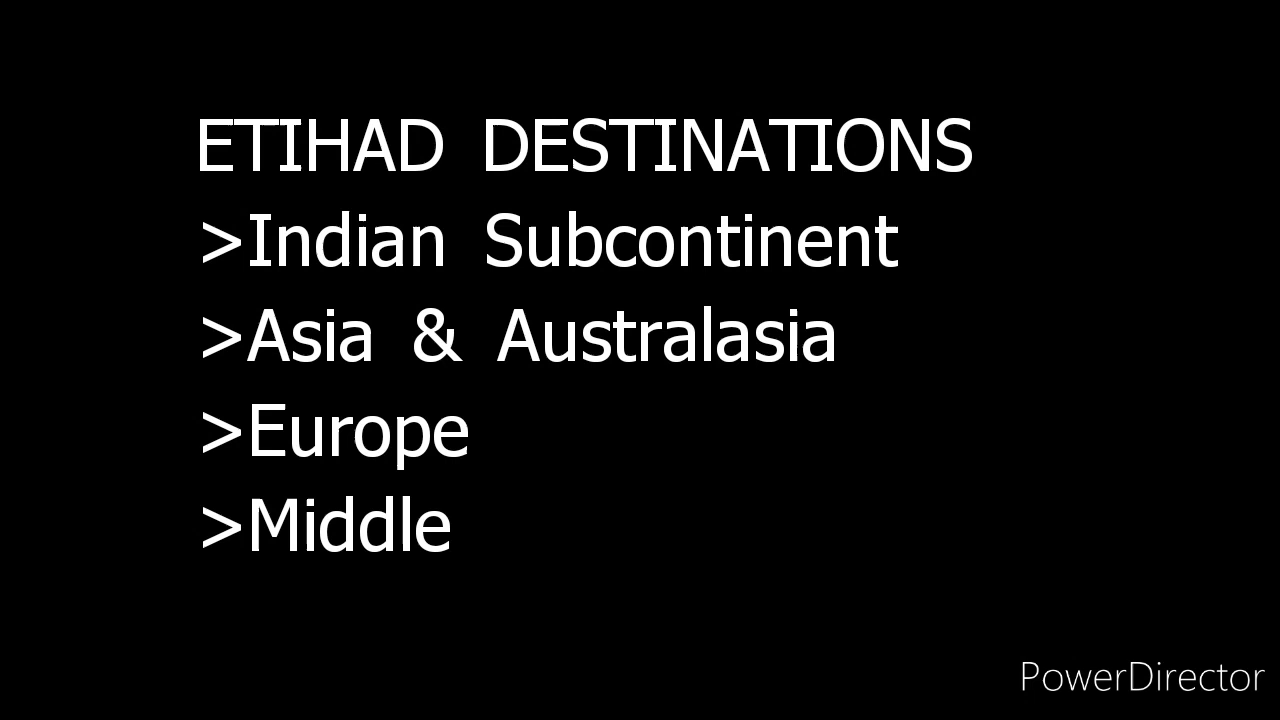 ETIHAD DESTINATIONS
>Indian Subcontinent
>Asia & Australasia
>Europe
>Middle
PowerDirector